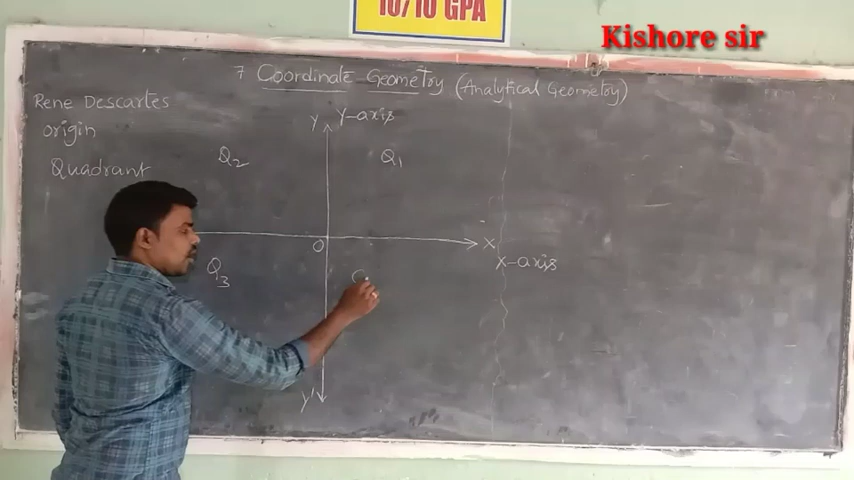 10/10 GPA
Kishore sir
7 Coordinate Geometry (Analytical Geometry)
Rene Descartes
origin
Quadrant
Y Y-axis
Q2
Q1
O
X
X-axis
Q3
Y'